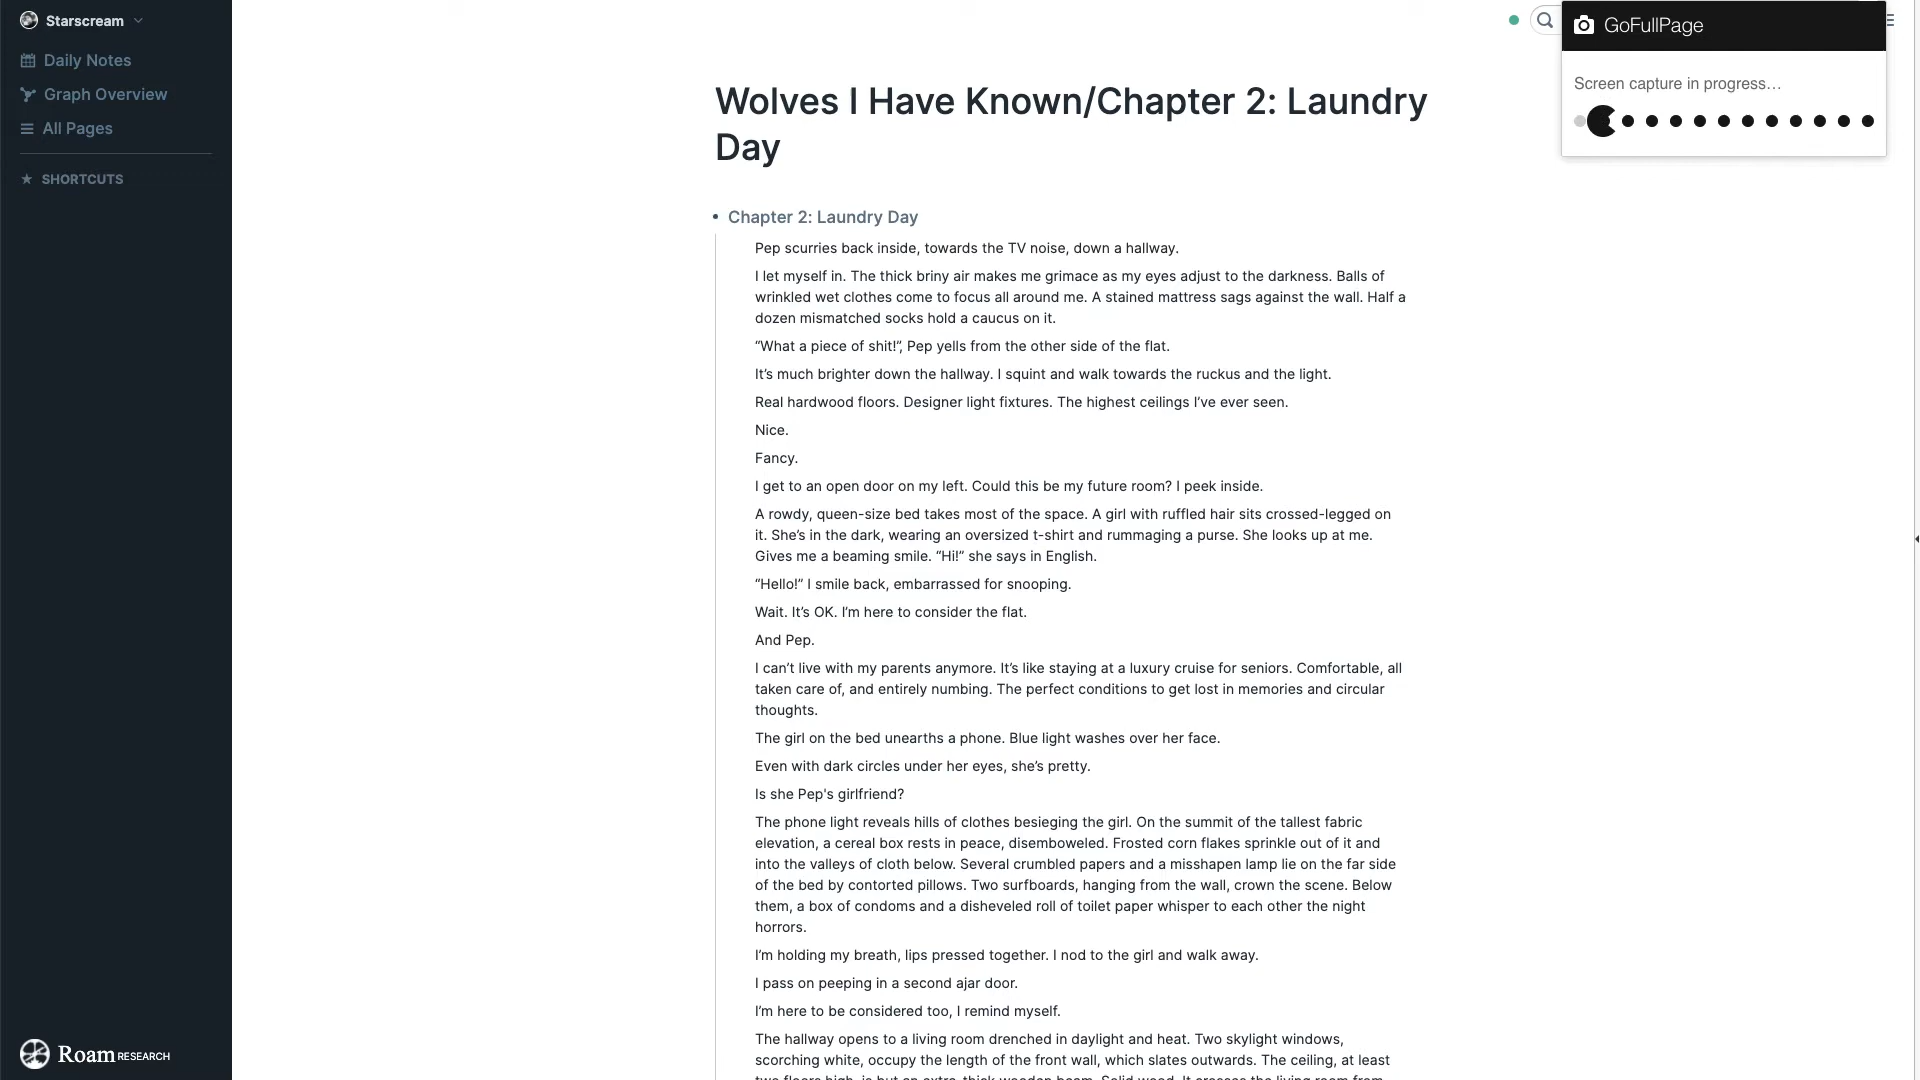 Starscream
Daily Notes
Graph Overview
All Pages
SHORTCUTS
Roam RESEARCH
GoFullPage
Screen capture in progress…
Wolves I Have Known/Chapter 2: Laundry
Day
Chapter 2: Laundry Day
Pep scurries back inside, towards the TV noise, down a hallway.
I let myself in. The thick briny air makes me grimace as my eyes adjust to the darkness. Balls of
wrinkled wet clothes come to focus all around me. A stained mattress sags against the wall. Half a
dozen mismatched socks hold a caucus on it.
“What a piece of shit!”, Pep yells from the other side of the flat.
It’s much brighter down the hallway. I squint and walk towards the ruckus and the light.
Real hardwood floors. Designer light fixtures. The highest ceilings I’ve ever seen.
Nice.
Fancy.
I get to an open door on my left. Could this be my future room? I peek inside.
A rowdy, queen-size bed takes most of the space. A girl with ruffled hair sits crossed-legged on
it. She’s in the dark, wearing an oversized t-shirt and rummaging a purse. She looks up at me.
Gives me a beaming smile. “Hi!” she says in English.
“Hello!” I smile back, embarrassed for snooping.
Wait. It’s OK. I’m here to consider the flat.
And Pep.
I can’t live with my parents anymore. It’s like staying at a luxury cruise for seniors. Comfortable, all
taken care of, and entirely numbing. The perfect conditions to get lost in memories and circular
thoughts.
The girl on the bed unearths a phone. Blue light washes over her face.
Even with dark circles under her eyes, she’s pretty.
Is she Pep's girlfriend?
The phone light reveals hills of clothes besieging the girl. On the summit of the tallest fabric
elevation, a cereal box rests in peace, disemboweled. Frosted corn flakes sprinkle out of it and
into the valleys of cloth below. Several crumbled papers and a misshapen lamp lie on the far side
of the bed by contorted pillows. Two surfboards, hanging from the wall, crown the scene. Below
them, a box of condoms and a disheveled roll of toilet paper whisper to each other the night
horrors.
I’m holding my breath, lips pressed together. I nod to the girl and walk away.
I pass on peeping in a second ajar door.
I’m here to be considered too, I remind myself.
The hallway opens to a living room drenched in daylight and heat. Two skylight windows,
scorching white, occupy the length of the front wall, which slates outwards. The ceiling, at least
two floors high, is but an extra-thick wooden beam. Solid wood. It crosses the living room from